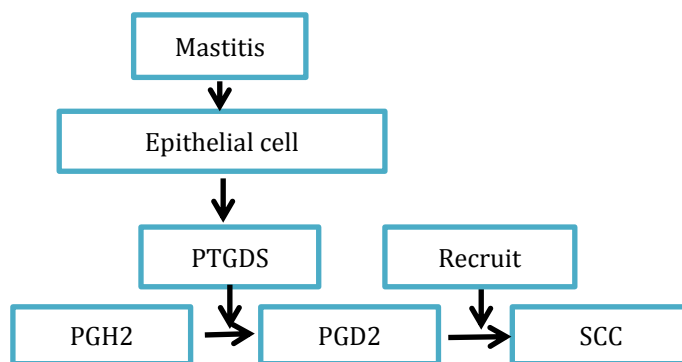 Mastitis
Epithelial cell
PTGDS
Recruit
PGH2
PGD2
SCC